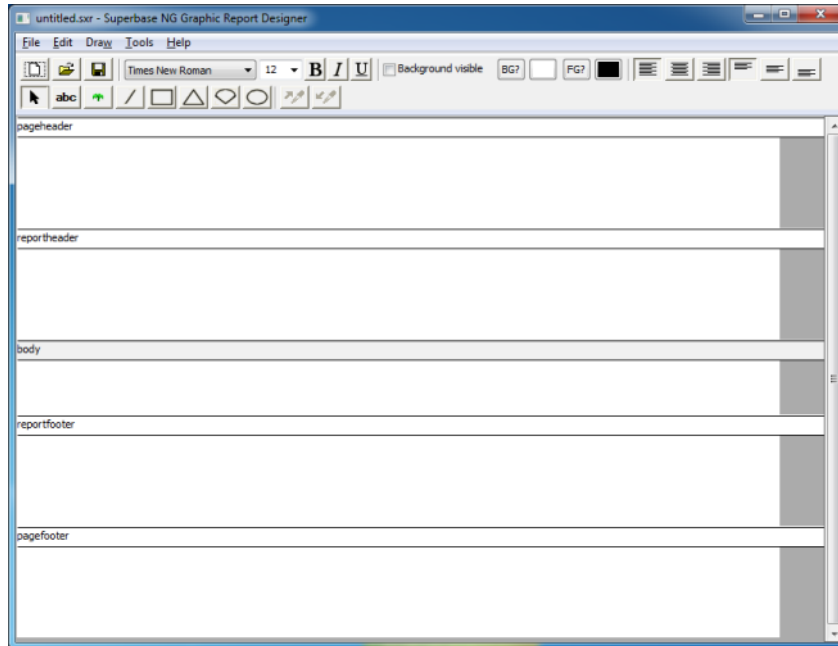 untitled.sxr - Superbase NG Graphic Report Designer
File Edit Draw Tools Help
Times New Roman 12 B I U Background visible BG? FG?
abc
pageheader
reportheader
body
reportfooter
pagefooter